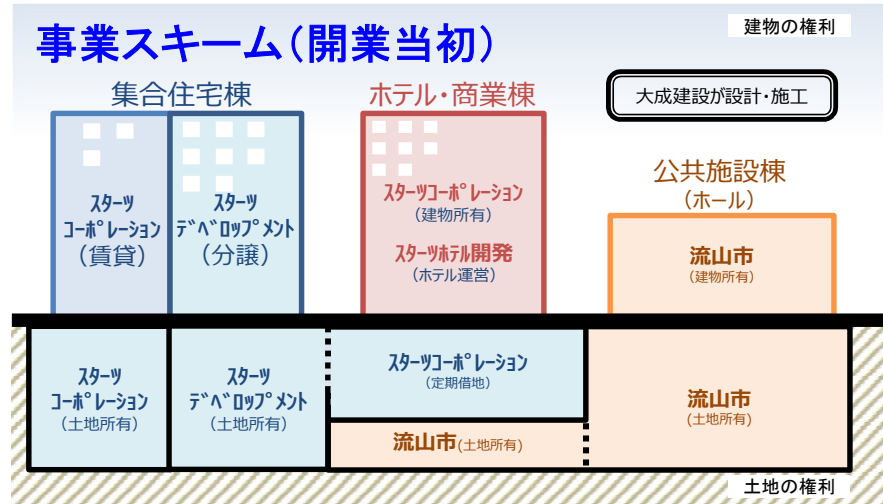 建物の権利
事業スキーム(開業当初)
集合住宅棟
ホテル・商業棟
大成建設が設計・施工
公共施設棟
(ホール)
ｽﾀｰﾂ
ｺｰﾎﾟﾚｰｼｮﾝ
(賃貸)
ｽﾀｰﾂ
ﾃﾞﾍﾞﾛｯﾌﾟﾒﾝﾄ
(分譲)
ｽﾀｰﾂｺｰﾎﾟﾚｰｼｮﾝ
(建物所有)
ｽﾀｰﾂﾎﾃﾙ開発
(ホテル運営)
流山市
(建物所有)
ｽﾀｰﾂ
ｺｰﾎﾟﾚｰｼｮﾝ
(土地所有)
ｽﾀｰﾂ
ﾃﾞﾍﾞﾛｯﾌﾟﾒﾝﾄ
(土地所有)
ｽﾀｰﾂｺｰﾎﾟﾚｰｼｮﾝ
(定期借地)
流山市(土地所有)
流山市
(土地所有)
土地の権利